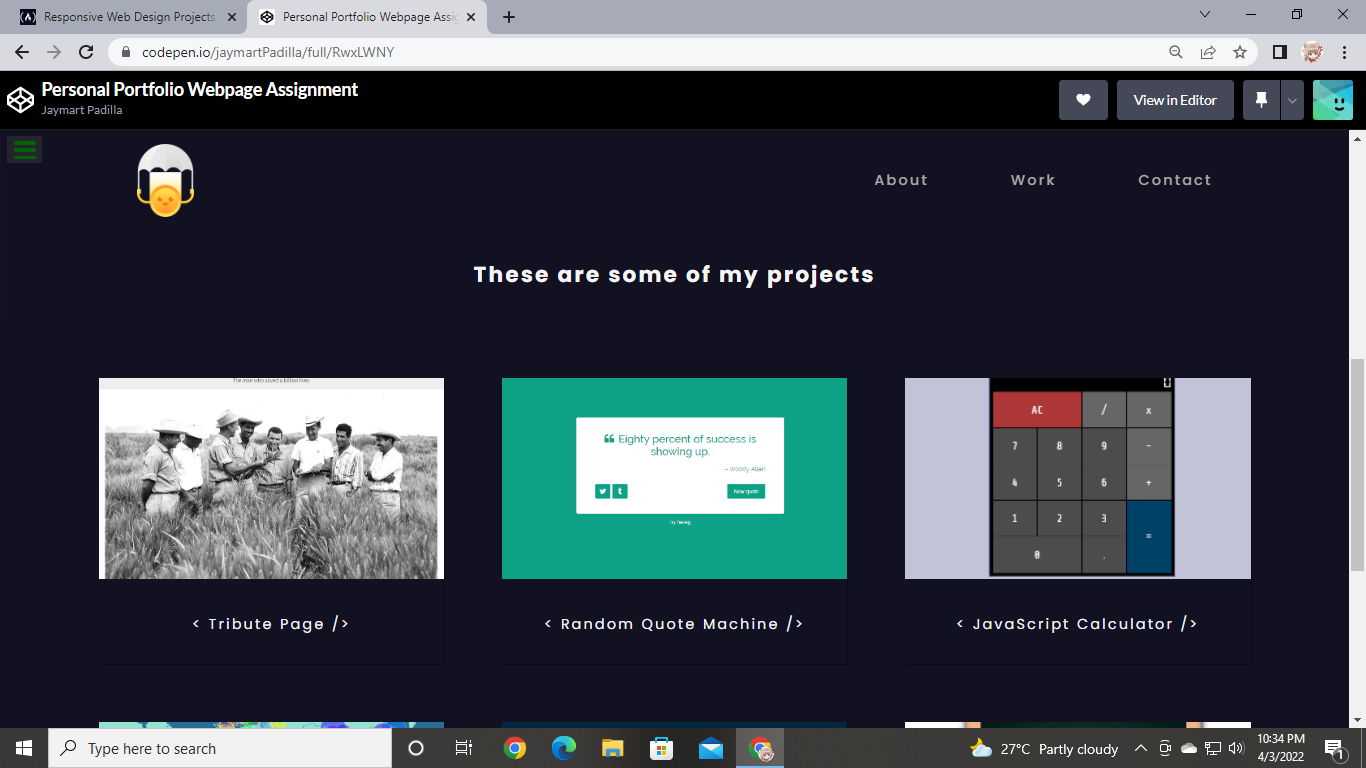 Responsive Web Design Projects
Personal Portfolio Webpage Assig
codepen.io/jaymartPadilla/full/RwxLWNY
Personal Portfolio Webpage Assignment
Jaymart Padilla
View in Editor
About Work Contact
These are some of my projects
The man who saved a billion lives
Eighty percent of success is
showing up.
- Woody Allen
New quote
0
AC / x
7 8 9 -
4 5 6 +
1 2 3 =
0 .
< Tribute Page />
< Random Quote Machine />
< JavaScript Calculator />
Type here to search
27°C Partly cloudy
10:34 PM
4/3/2022
1